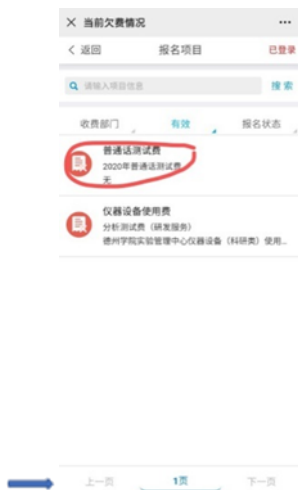 × 当前欠费情况 ···
< 返回 报名项目 已登录
请输入项目信息 搜索
收费部门 有效 报名状态
普通话测试费
2020年普通话测试费
无
仪器设备使用费
分析测试费（研发服务）
德州学院实验管理中心仪器设备（科研类）使用...
上一页 1页 下一页